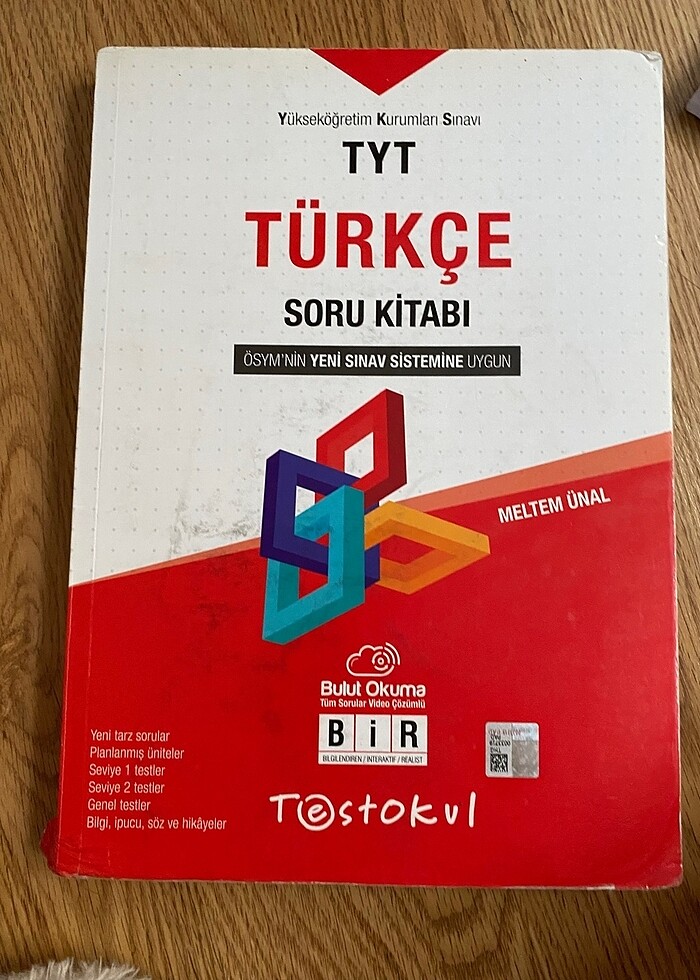 Yükseköğretim Kurumları Sınavı
TYT
TÜRKÇE
SORU KİTABI
ÖSYM'NİN YENİ SINAV SİSTEMİNE UYGUN
MELTEM ÜNAL
Bulut Okuma
Tüm Sorular Video Çözümlü
BiR
BİLGİLENDİREN / İNTERAKTİF / REALİST
Yeni tarz sorular
Planlanmış üniteler
Seviye 1 testler
Seviye 2 testler
Genel testler
Bilgi, ipucu, söz ve hikâyeler
Testokul